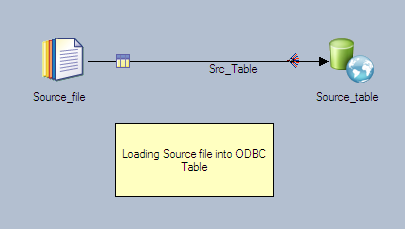 Src_Table
Source_file
Source_table
Loading Source file into ODBC
Table